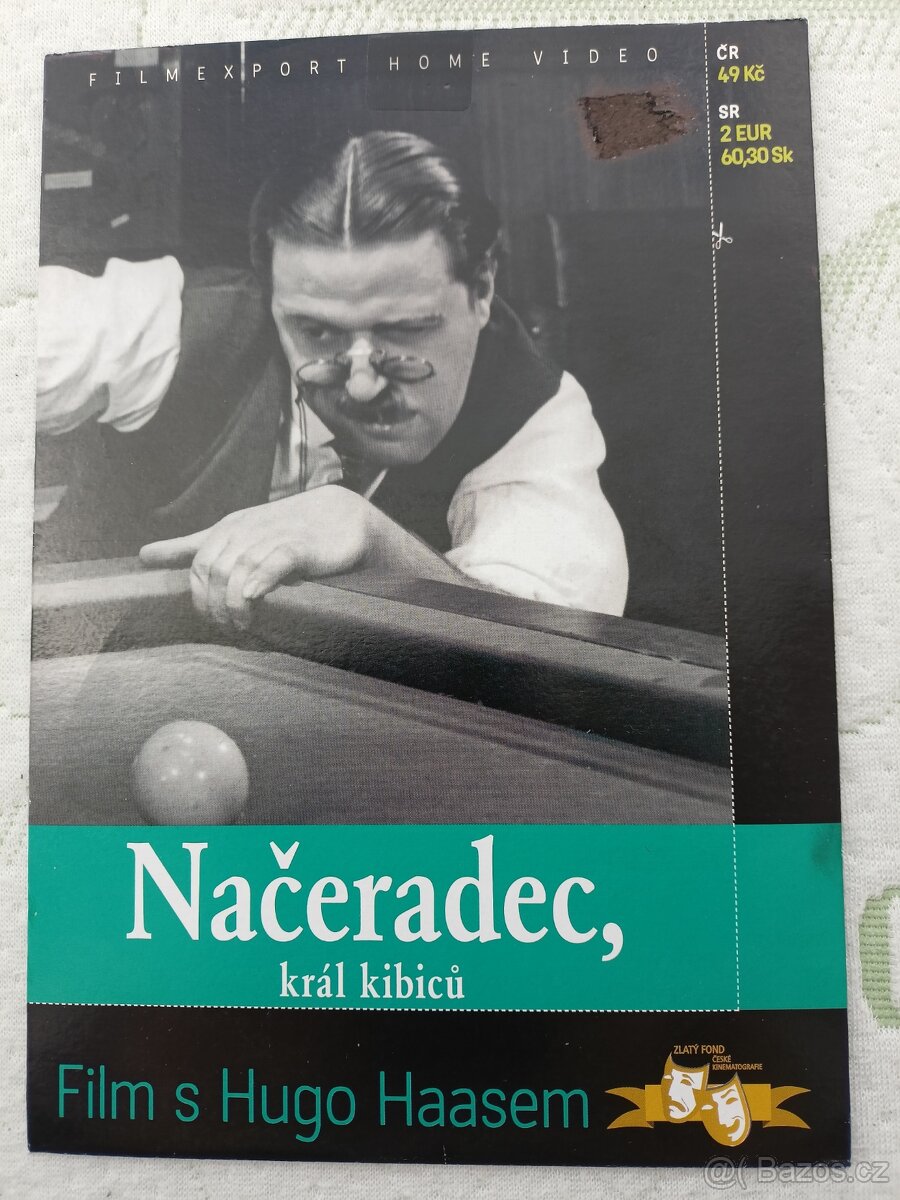 FILMEXPORT HOME VIDEO
ČR
49 Kč
SR
2 EUR
60,30 Sk
Načeradec,
král kibiců
Film s Hugo Haasem
ZLATÝ FOND
ČESKÉ
KINEMATOGRAFIE
@( Bazos.cz